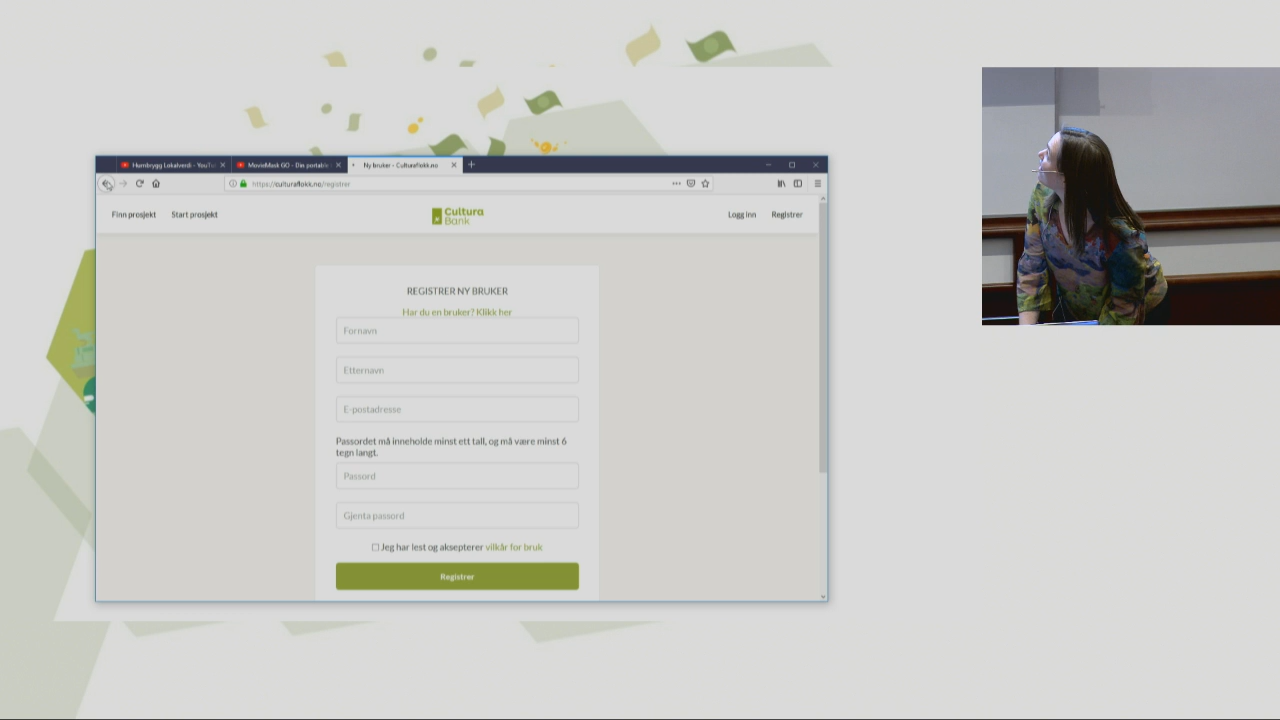 Humbrygg Lokalverdi - YouTu
MovieMask GO - Din portable
Ny bruker - Culturaflokk.no
https://culturaflokk.no/registrer
Finn prosjekt
Start prosjekt
Cultura
Bank
Logg inn
Registrer
REGISTRER NY BRUKER
Har du en bruker? Klikk her
Fornavn
Etternavn
E-postadresse
Passordet må inneholde minst ett tall, og må være minst 6
tegn langt.
Passord
Gjenta passord
Jeg har lest og aksepterer vilkår for bruk
Registrer